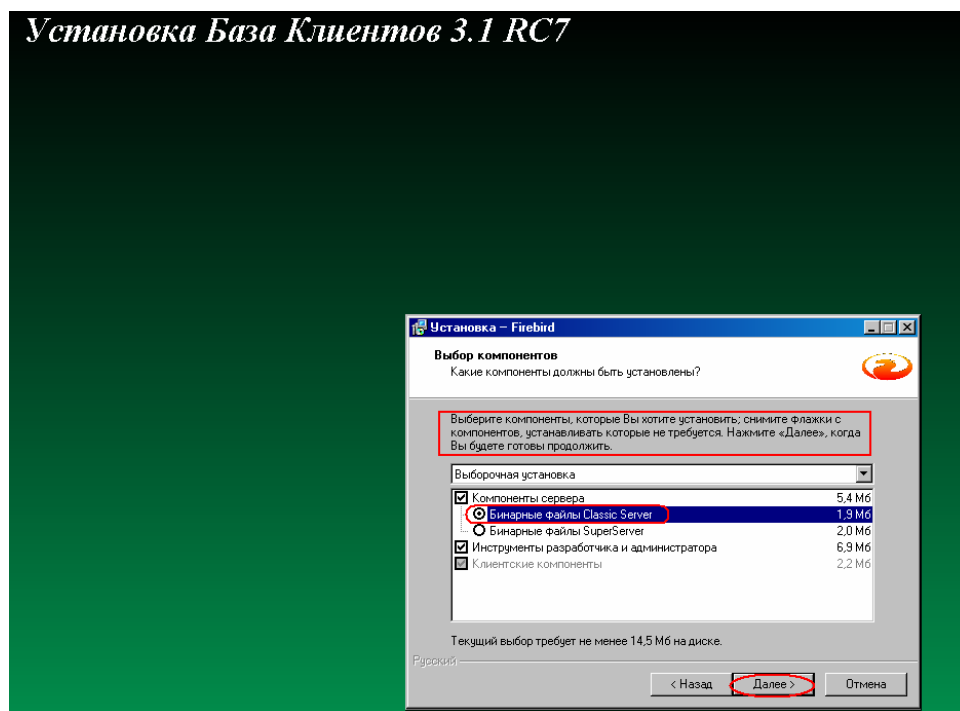 Установка База Клиентов 3.1 RC7
Установка – Firebird
Выбор компонентов
Какие компоненты должны быть установлены?
Выберите компоненты, которые Вы хотите установить; снимите флажки с
компонентов, устанавливать которые не требуется. Нажмите «Далее», когда
Вы будете готовы продолжить.
Выборочная установка
Компоненты сервера 5,4 Мб
Бинарные файлы Classic Server 1,9 Мб
Бинарные файлы SuperServer 2,0 Мб
Инструменты разработчика и администратора 6,9 Мб
Клиентские компоненты 2,2 Мб
Текущий выбор требует не менее 14,5 Мб на диске.
Русский
< Назад Далее > Отмена